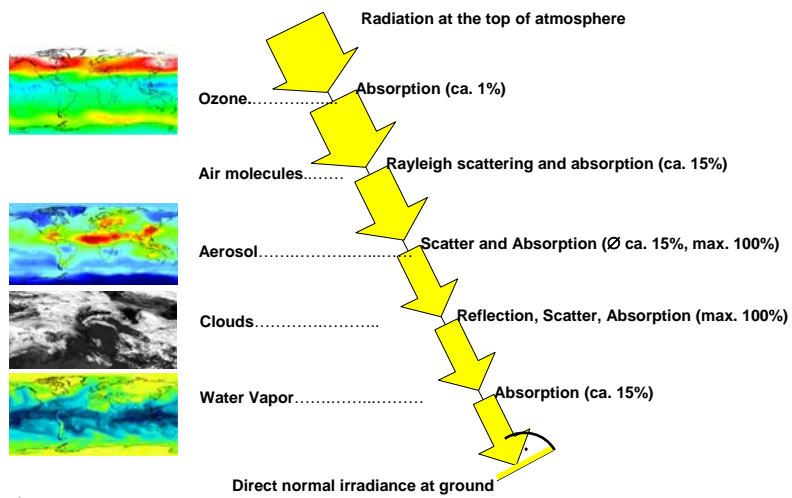 Radiation at the top of atmosphere
Ozone.……….…... Absorption (ca. 1%)
Air molecules..…… Rayleigh scattering and absorption (ca. 15%)
Aerosol…….……….…..……… Scatter and Absorption (Ø ca. 15%, max. 100%)
Clouds…………..……….. Reflection, Scatter, Absorption (max. 100%)
Water Vapor…..…….…..……… Absorption (ca. 15%)
Direct normal irradiance at ground